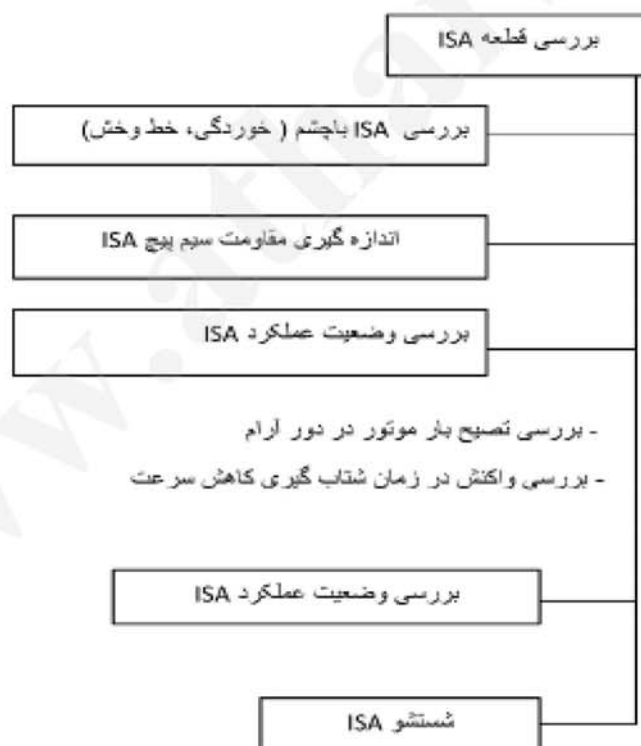 بررسی قطعه ISA
بررسی ISA باچشم ( خوردگی، خط وخش)
اندازه گیری مقاومت سیم پیچ ISA
بررسی وضعیت عملکرد ISA
- بررسی تصیح بار موتور در دور آرام
- بررسی واکنش در زمان شتاب گیری کاهش سرعت
بررسی وضعیت عملکرد ISA
شستشو ISA